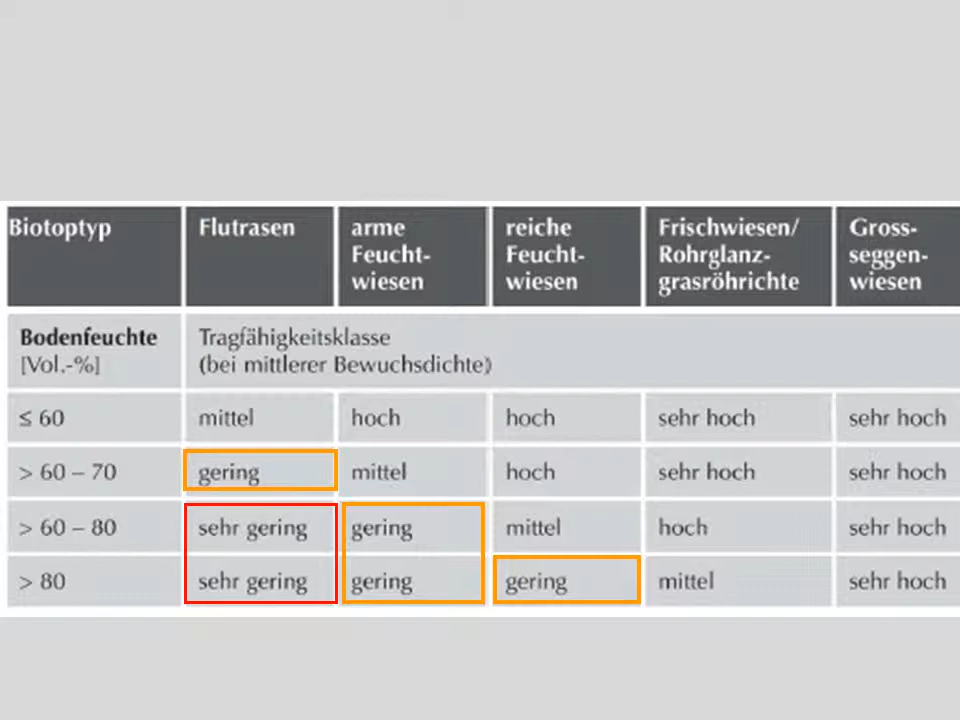 Biotoptyp Flutrasen arme Feucht-wiesen reiche Feucht-wiesen Frischwiesen/ Rohrglanz-grasröhrichte Gross-seggen-wiesen
Bodenfeuchte [Vol.-%] Tragfähigkeitsklasse (bei mittlerer Bewuchsdichte)
≤ 60 mittel hoch hoch sehr hoch sehr hoch
> 60 – 70 gering mittel hoch sehr hoch sehr hoch
> 60 – 80 sehr gering gering mittel hoch sehr hoch
> 80 sehr gering gering gering mittel sehr hoch